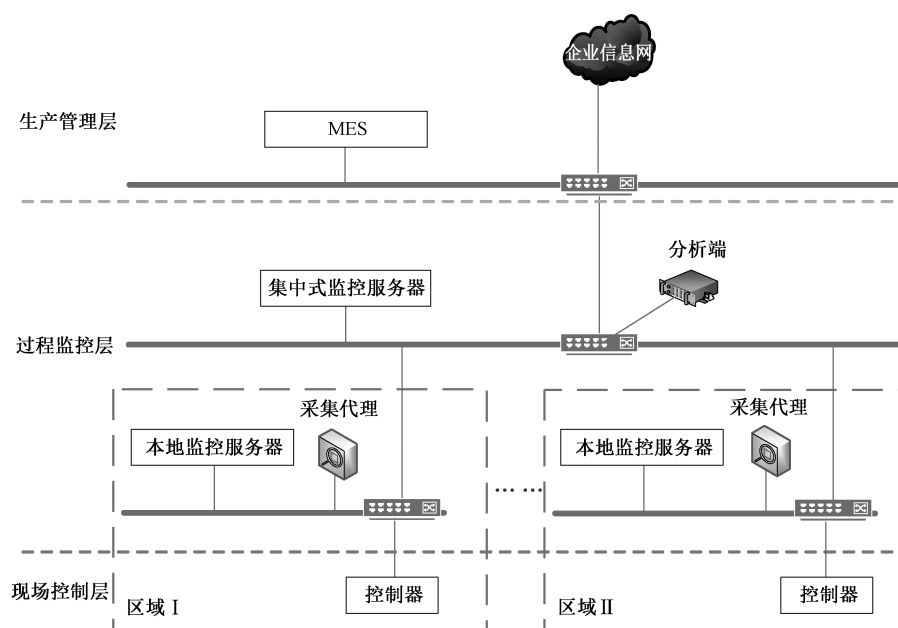 企业信息网
生产管理层
MES
分析端
集中式监控服务器
过程监控层
采集代理
采集代理
本地监控服务器
本地监控服务器
…… 
现场控制层
控制器
控制器
区域Ⅰ
区域Ⅱ